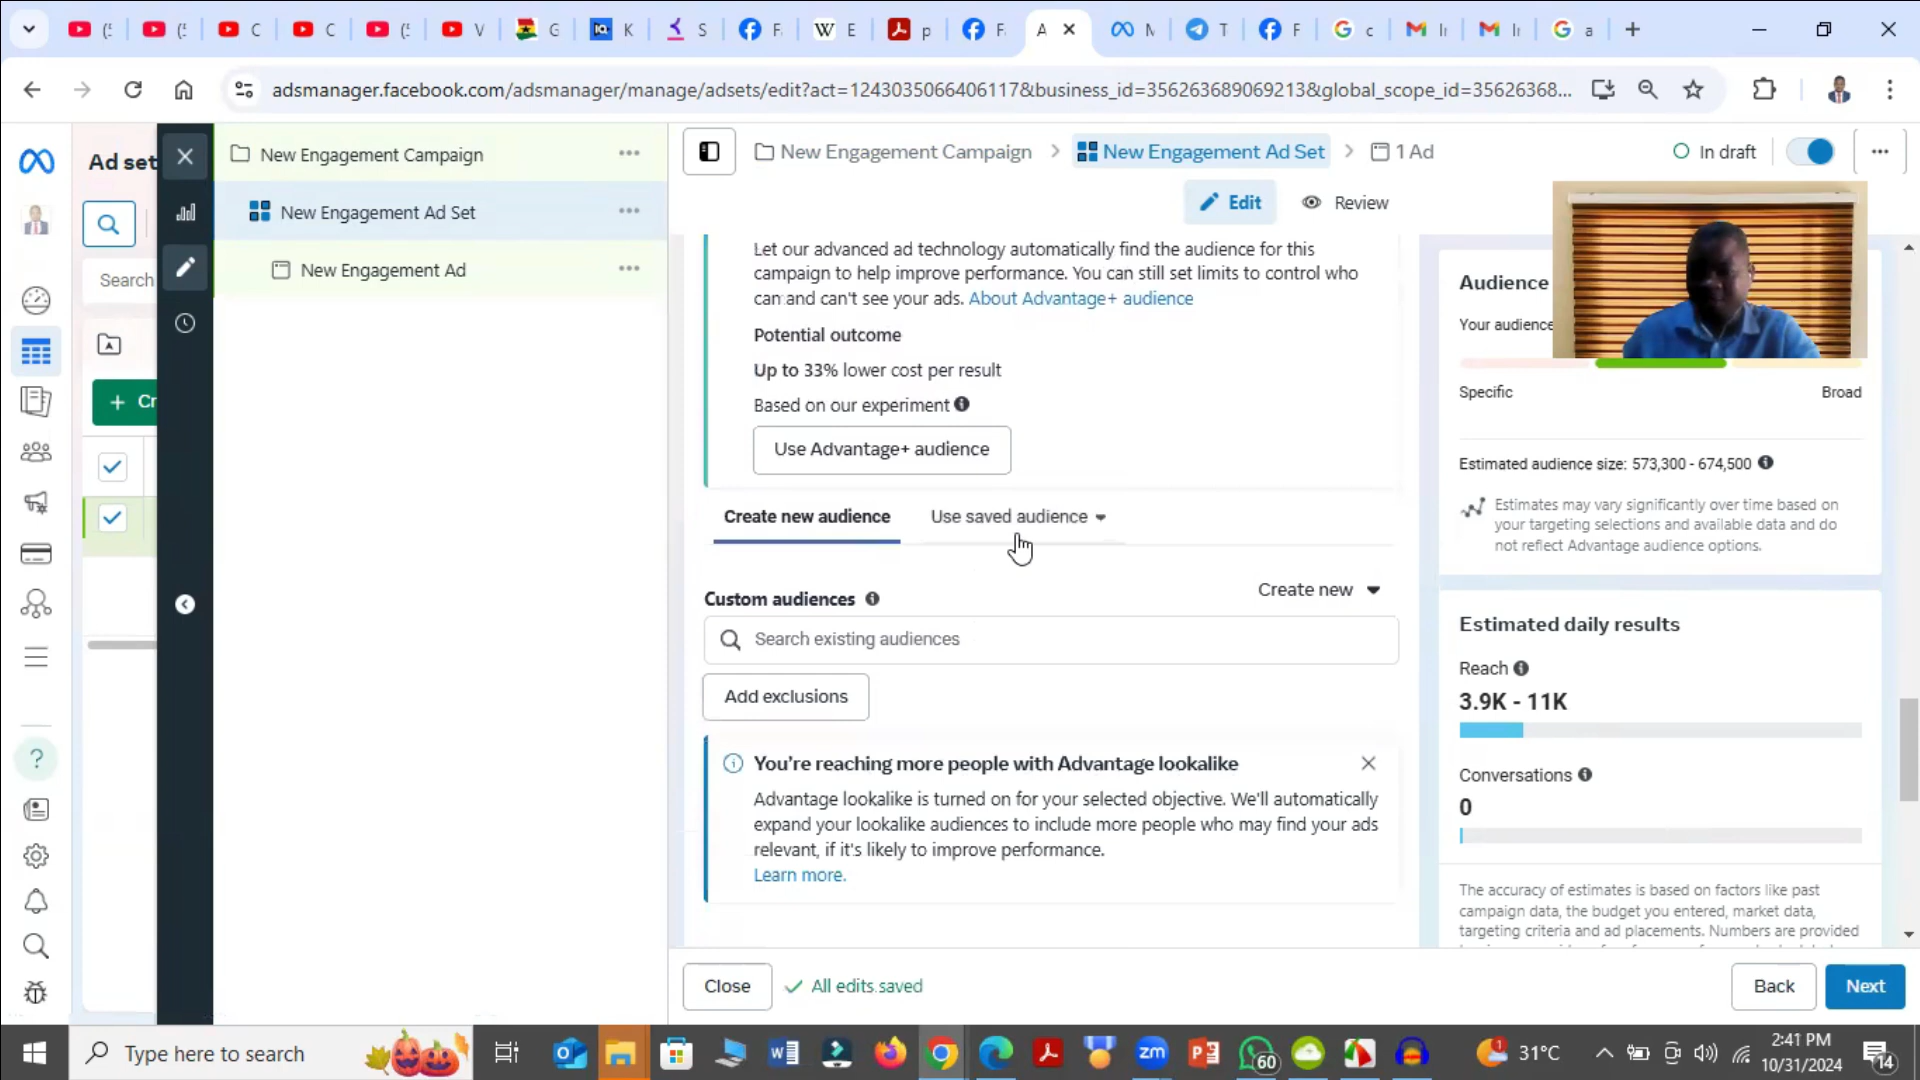 (5
(5
C
C
(5
V
G
K
S
F
E
p
F
A
M
T
F
c
Ir
Ir
a
adsmanager.facebook.com/adsmanager/manage/adsets/edit?act=1243035066406117&business_id=356263689069213&global_scope_id=35626368...
Ad set
Search
+ Cr
New Engagement Campaign
New Engagement Ad Set
New Engagement Ad
New Engagement Campaign > New Engagement Ad Set > 1 Ad
In draft
Edit
Review
Let our advanced ad technology automatically find the audience for this
campaign to help improve performance. You can still set limits to control who
can and can't see your ads. About Advantage+ audience
Potential outcome
Up to 33% lower cost per result
Based on our experiment
Use Advantage+ audience
Create new audience
Use saved audience
Custom audiences
Create new
Search existing audiences
Add exclusions
You're reaching more people with Advantage lookalike
Advantage lookalike is turned on for your selected objective. We'll automatically
expand your lookalike audiences to include more people who may find your ads
relevant, if it's likely to improve performance.
Learn more.
Audience
Your audience
Specific
Broad
Estimated audience size: 573,300 - 674,500
Estimates may vary significantly over time based on
your targeting selections and available data and do
not reflect Advantage audience options.
Estimated daily results
Reach
3.9K - 11K
Conversations
0
The accuracy of estimates is based on factors like past
campaign data, the budget you entered, market data,
targeting criteria and ad placements. Numbers are provided
Close
All edits saved
Back
Next
Type here to search
zm
60
1
31°C
2:41 PM
10/31/2024
14